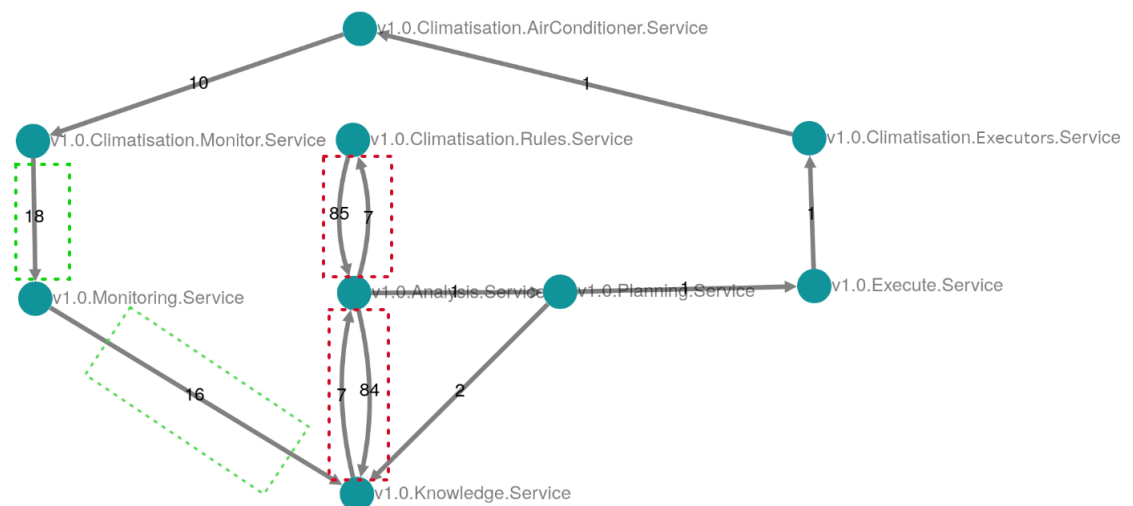 v1.0.Climatisation.AirConditioner.Service
10
1
v1.0.Climatisation.Monitor.Service
v1.0.Climatisation.Rules.Service
v1.0.Climatisation.Executors.Service
18
85
7
1
v1.0.Monitoring.Service
v1.0.Analysis.Service
1
v1.0.Planning.Service
1
v1.0.Execute.Service
16
7
84
2
v1.0.Knowledge.Service